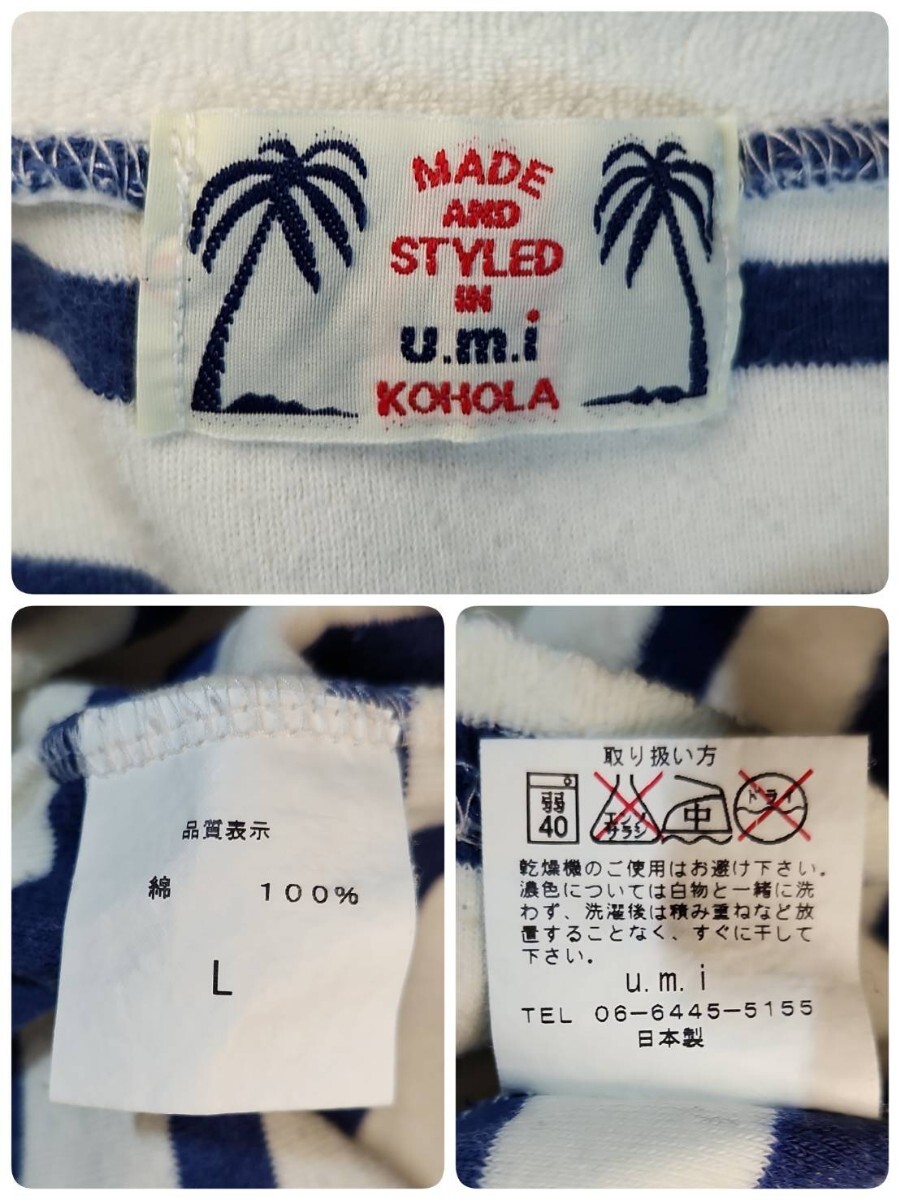 MADE
AND
STYLED
IN
u.m.i
KOHOLA
品質表示
綿 100%
L
取り扱い方
弱
40
エンソ
サラシ
中
ドライ
乾燥機のご使用はお避け下さい。
濃色については白物と一緒に洗
わず、洗濯後は積み重ねなど放
置することなく、すぐに干して
下さい。
u.m.i
TEL 06-6445-5155
日本製